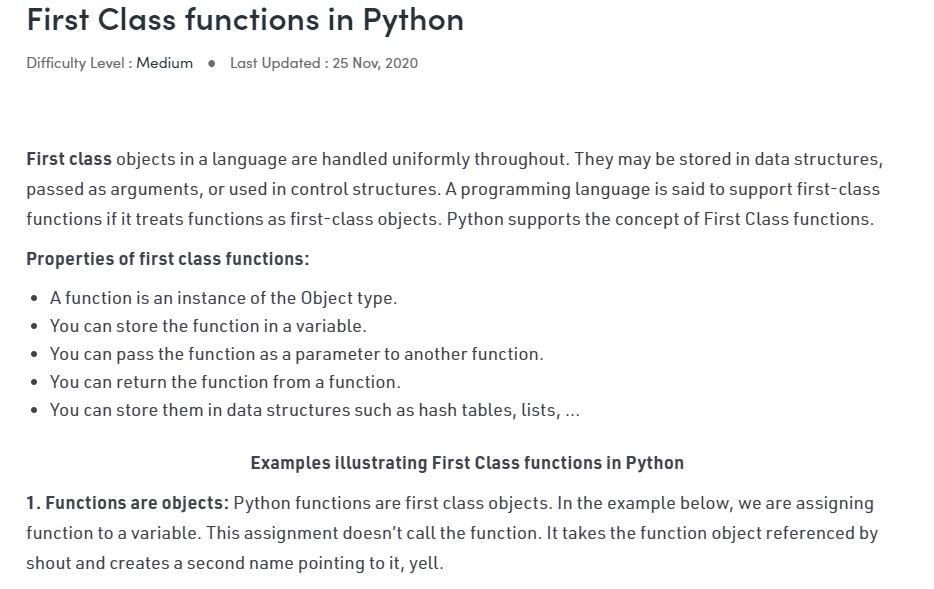 First Class functions in Python
Difficulty Level : Medium ● Last Updated : 25 Nov, 2020
First class objects in a language are handled uniformly throughout. They may be stored in data structures,
passed as arguments, or used in control structures. A programming language is said to support first-class
functions if it treats functions as first-class objects. Python supports the concept of First Class functions.
Properties of first class functions:
• A function is an instance of the Object type.
• You can store the function in a variable.
• You can pass the function as a parameter to another function.
• You can return the function from a function.
• You can store them in data structures such as hash tables, lists, …
Examples illustrating First Class functions in Python
1. Functions are objects: Python functions are first class objects. In the example below, we are assigning
function to a variable. This assignment doesn’t call the function. It takes the function object referenced by
shout and creates a second name pointing to it, yell.